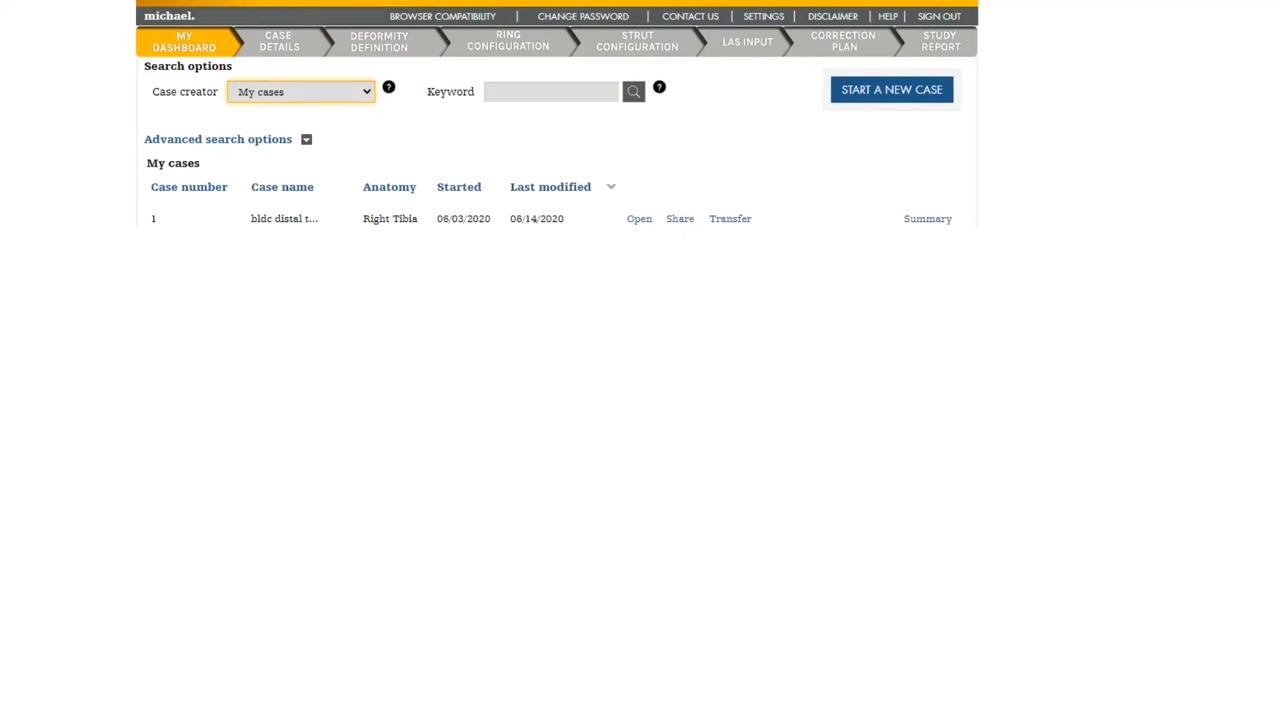 michael. BROWSER COMPATIBILITY | CHANGE PASSWORD | CONTACT US | SETTINGS | DISCLAIMER | HELP | SIGN OUT
MY DASHBOARD CASE DETAILS DEFORMITY DEFINITION RING CONFIGURATION STRUT CONFIGURATION LAS INPUT CORRECTION PLAN STUDY REPORT
Search options
Case creator My cases ? Keyword ? START A NEW CASE
Advanced search options
My cases
Case number Case name Anatomy Started Last modified
1 bldc distal t... Right Tibia 06/03/2020 06/14/2020 Open Share Transfer Summary